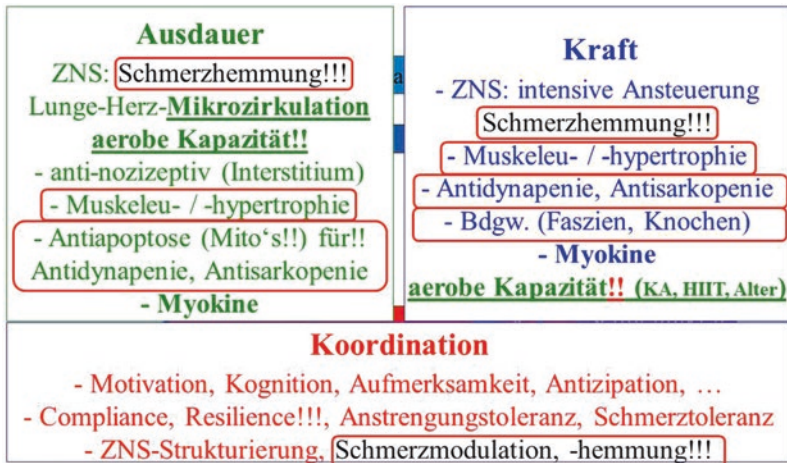 Ausdauer
ZNS: Schmerzhemmung!!!
Lunge-Herz-Mikrozirkulation
aerobe Kapazität!!
- anti-nozizeptiv (Interstitium)
- Muskeleu- / -hypertrophie
- Antiapoptose (Mito‘s!!) für!!
Antidynapenie, Antisarkopenie
- Myokine
a
Kraft
- ZNS: intensive Ansteuerung
Schmerzhemmung!!!
- Muskeleu- / -hypertrophie
- Antidynapenie, Antisarkopenie
- Bdgw. (Faszien, Knochen)
- Myokine
aerobe Kapazität!! (KA, HIIT, Alter)
Koordination
- Motivation, Kognition, Aufmerksamkeit, Antizipation, …
- Compliance, Resilience!!!, Anstrengungstoleranz, Schmerztoleranz
- ZNS-Strukturierung, Schmerzmodulation, -hemmung!!!